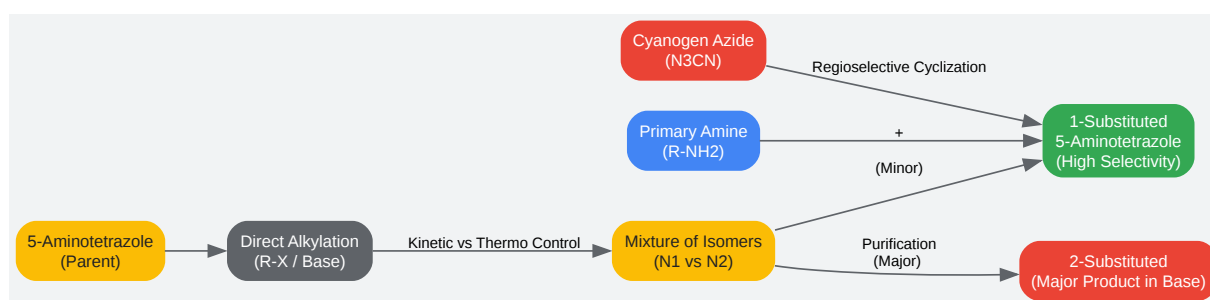 Cyanogen Azide
(N3CN)
Regioselective Cyclization
Primary Amine
(R-NH2)
+
1-Substituted
5-Aminotetrazole
(High Selectivity)
(Minor)
5-Aminotetrazole
(Parent)
Direct Alkylation
(R-X / Base)
Kinetic vs Thermo Control
Mixture of Isomers
(N1 vs N2)
Purification
(Major)
2-Substituted
(Major Product in Base)